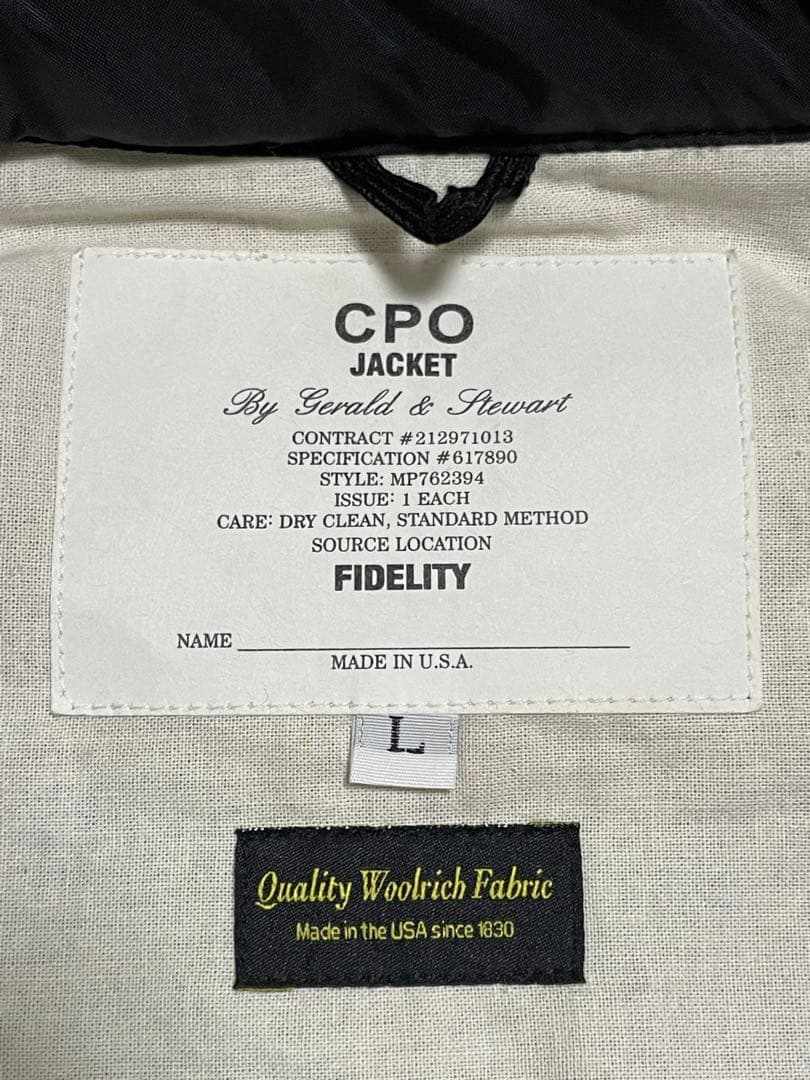 CPO
JACKET
By Gerald & Stewart
CONTRACT #212971013
SPECIFICATION #617890
STYLE: MP762394
ISSUE: 1 EACH
CARE: DRY CLEAN, STANDARD METHOD
SOURCE LOCATION
FIDELITY
NAME
MADE IN U.S.A.
L
Quality Woolrich Fabric
Made in the USA since 1830